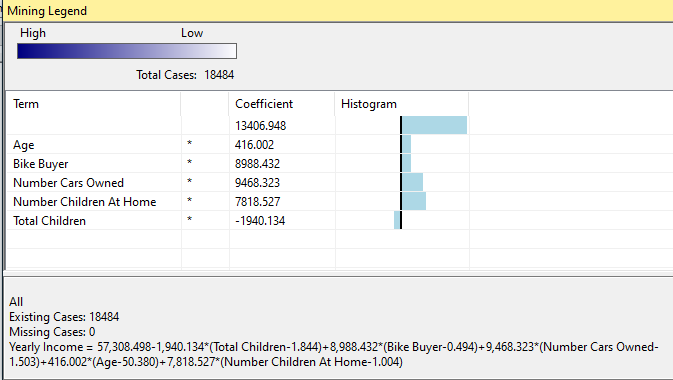 Mining Legend
High Low
Total Cases: 18484
Term Coefficient Histogram
13406.948
Age * 416.002
Bike Buyer * 8988.432
Number Cars Owned * 9468.323
Number Children At Home * 7818.527
Total Children * -1940.134
All
Existing Cases: 18484
Missing Cases: 0
Yearly Income = 57,308.498-1,940.134*(Total Children-1.844)+8,988.432*(Bike Buyer-0.494)+9,468.323*(Number Cars Owned-
1.503)+416.002*(Age-50.380)+7,818.527*(Number Children At Home-1.004)